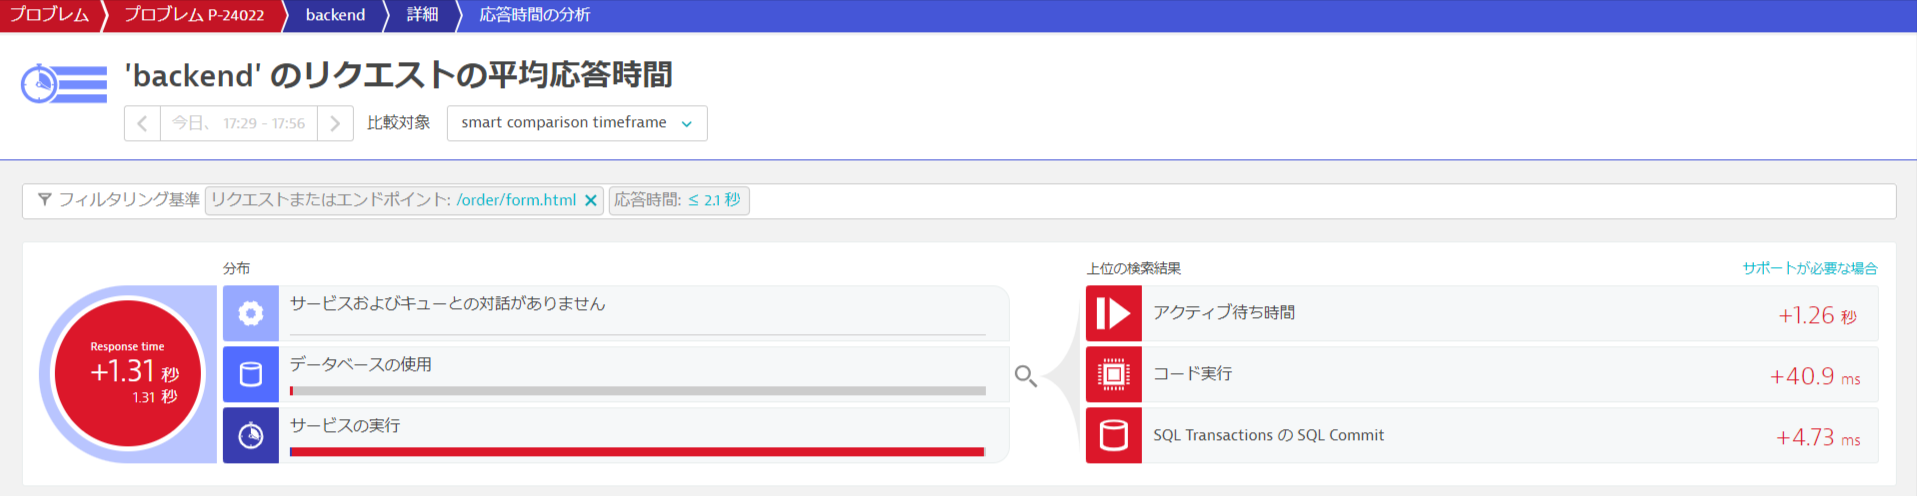 プロブレム プロブレム P-24022 backend 詳細 応答時間の分析
'backend' のリクエストの平均応答時間
今日、 17:29 - 17:56 比較対象 smart comparison timeframe
フィルタリング基準 リクエストまたはエンドポイント: /order/form.html 応答時間: ≤ 2.1 秒
分布
Response time
+1.31 秒
1.31 秒
サービスおよびキューとの対話がありません
データベースの使用
サービスの実行
上位の検索結果 サポートが必要な場合
アクティブ待ち時間 +1.26 秒
コード実行 +40.9 ms
SQL Transactions の SQL Commit +4.73 ms